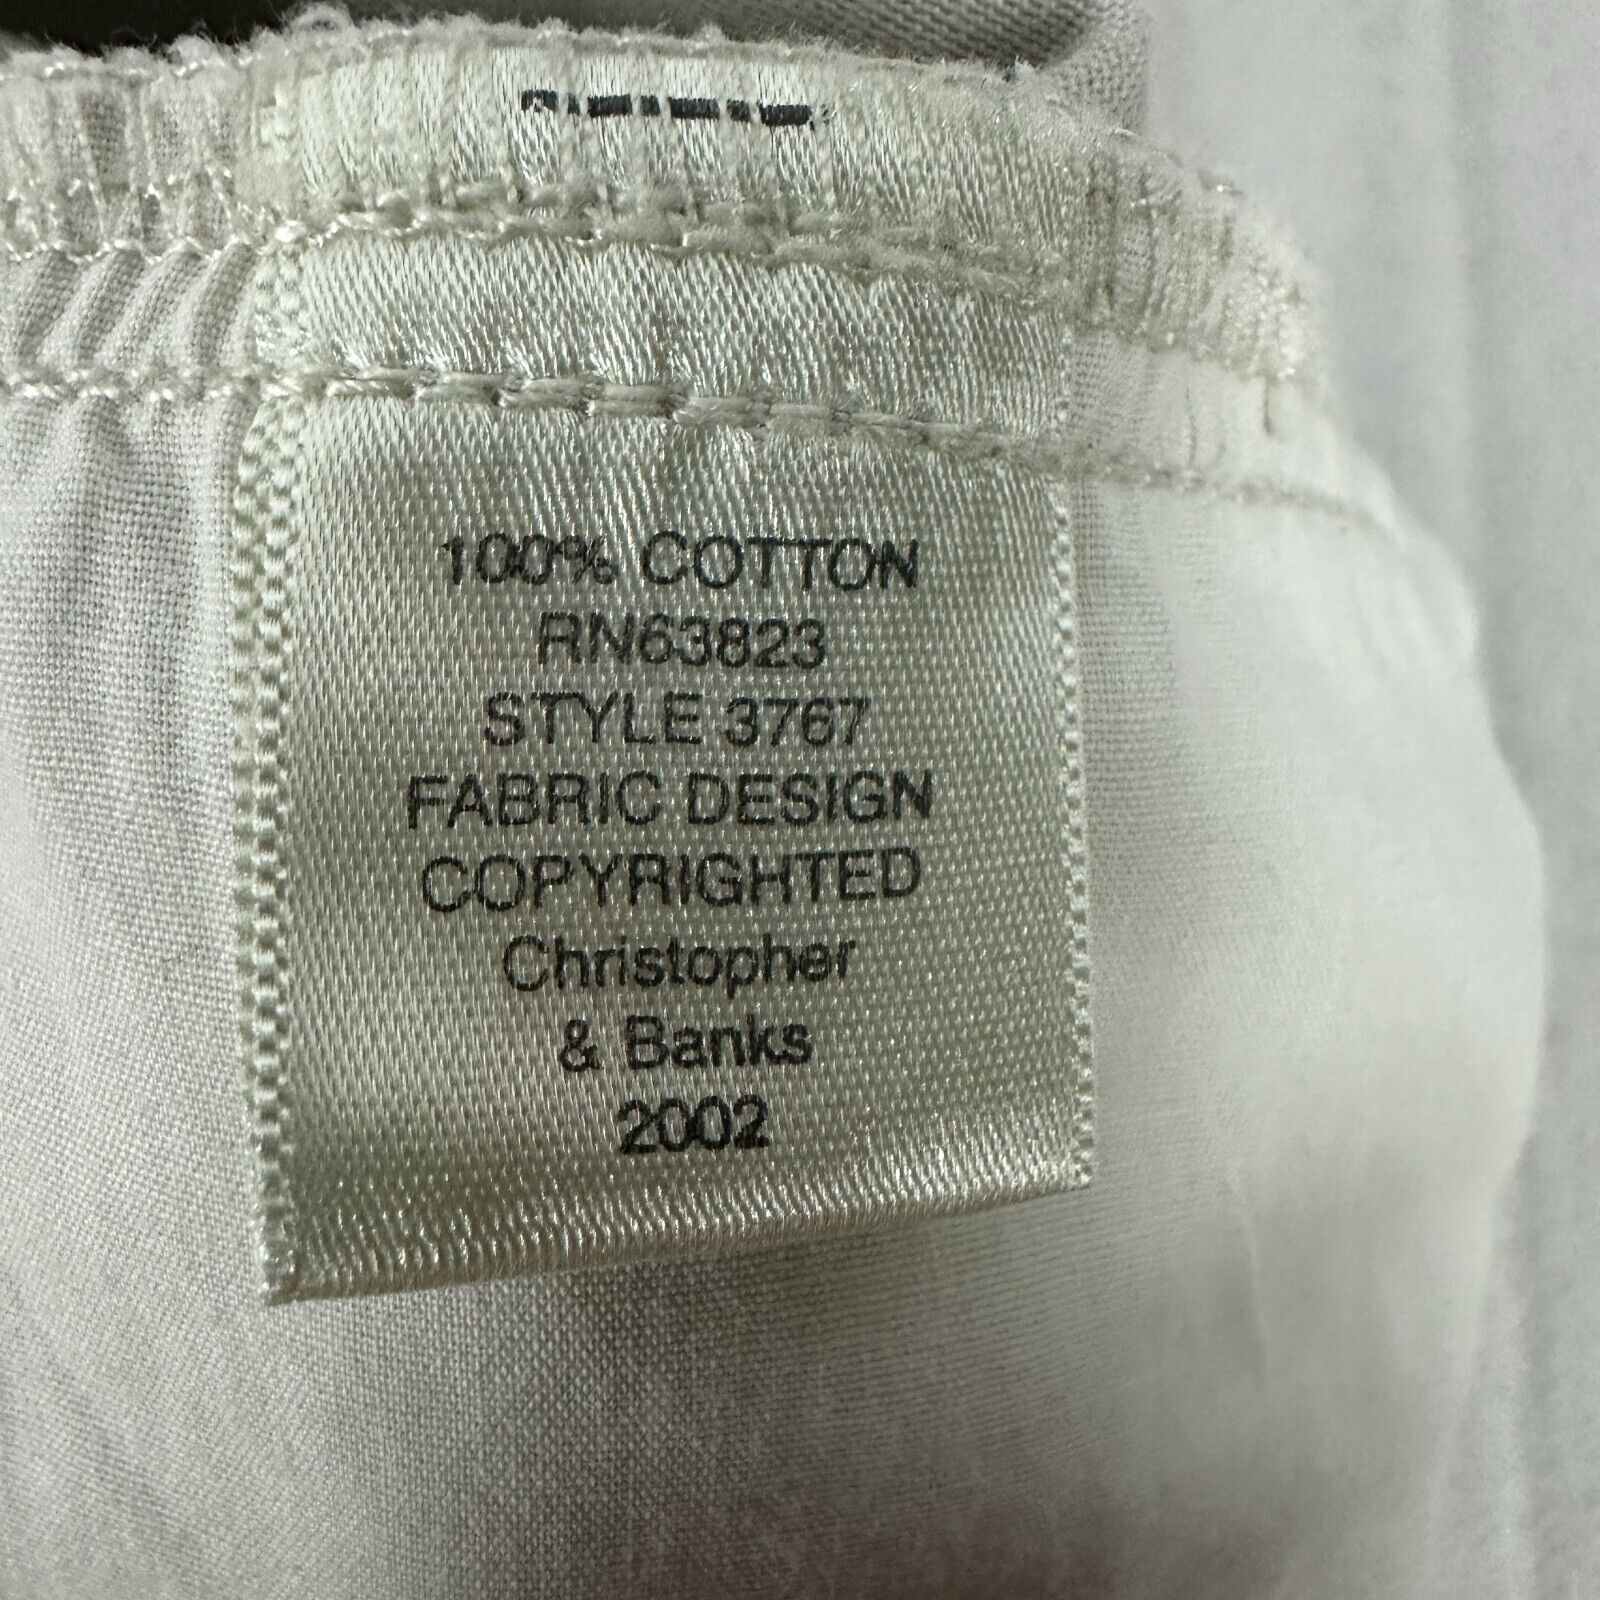 100% COTTON
RN63823
STYLE 3767
FABRIC DESIGN
COPYRIGHTED
Christopher
& Banks
2002